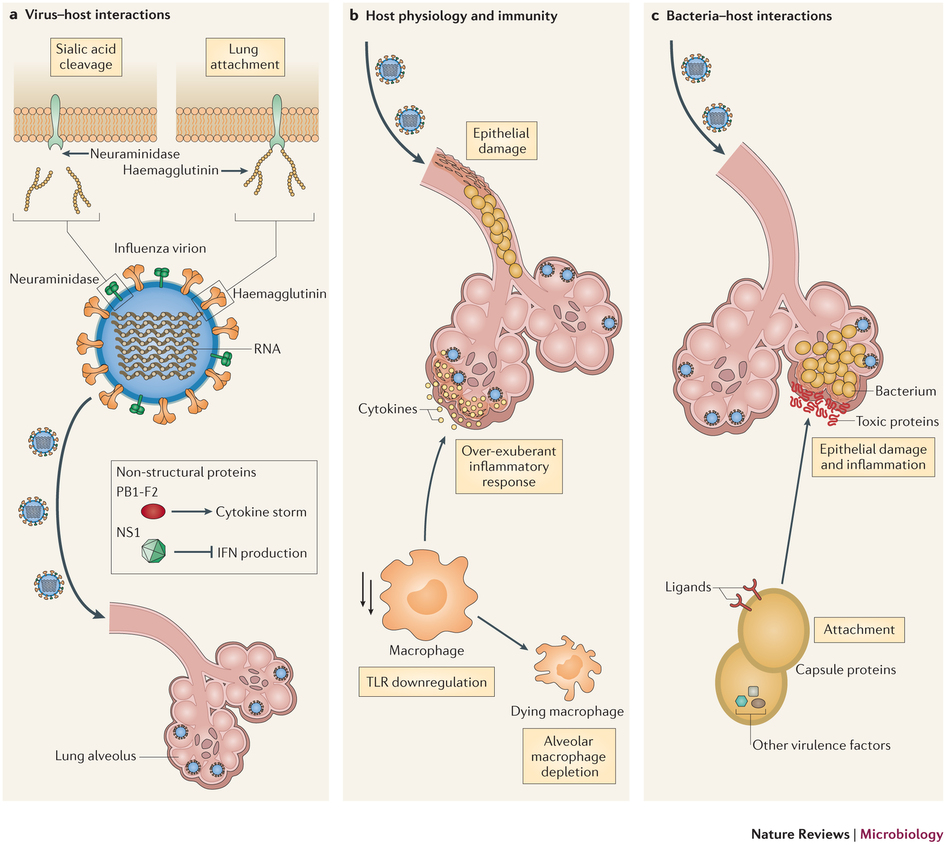 a Virus–host interactions
Sialic acid
cleavage
Lung
attachment
Neuraminidase
Haemagglutinin
Influenza virion
Neuraminidase
Haemagglutinin
RNA
Non-structural proteins
PB1-F2
Cytokine storm
NS1
IFN production
Lung alveolus
b Host physiology and immunity
Epithelial
damage
Cytokines
Over-exuberant
inflammatory
response
Macrophage
TLR downregulation
Dying macrophage
Alveolar
macrophage
depletion
c Bacteria–host interactions
Bacterium
Toxic proteins
Epithelial damage
and inflammation
Ligands
Attachment
Capsule proteins
Other virulence factors
Nature Reviews | Microbiology